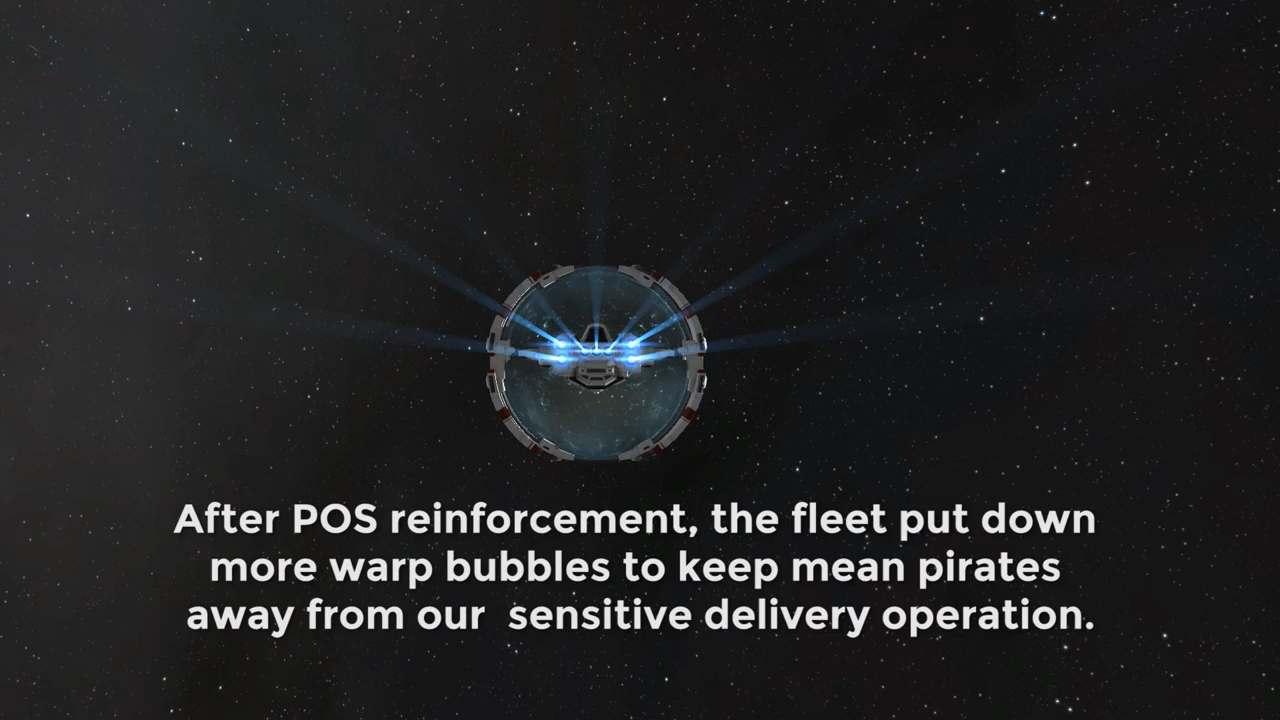 After POS reinforcement, the fleet put down
more warp bubbles to keep mean pirates
away from our  sensitive delivery operation.